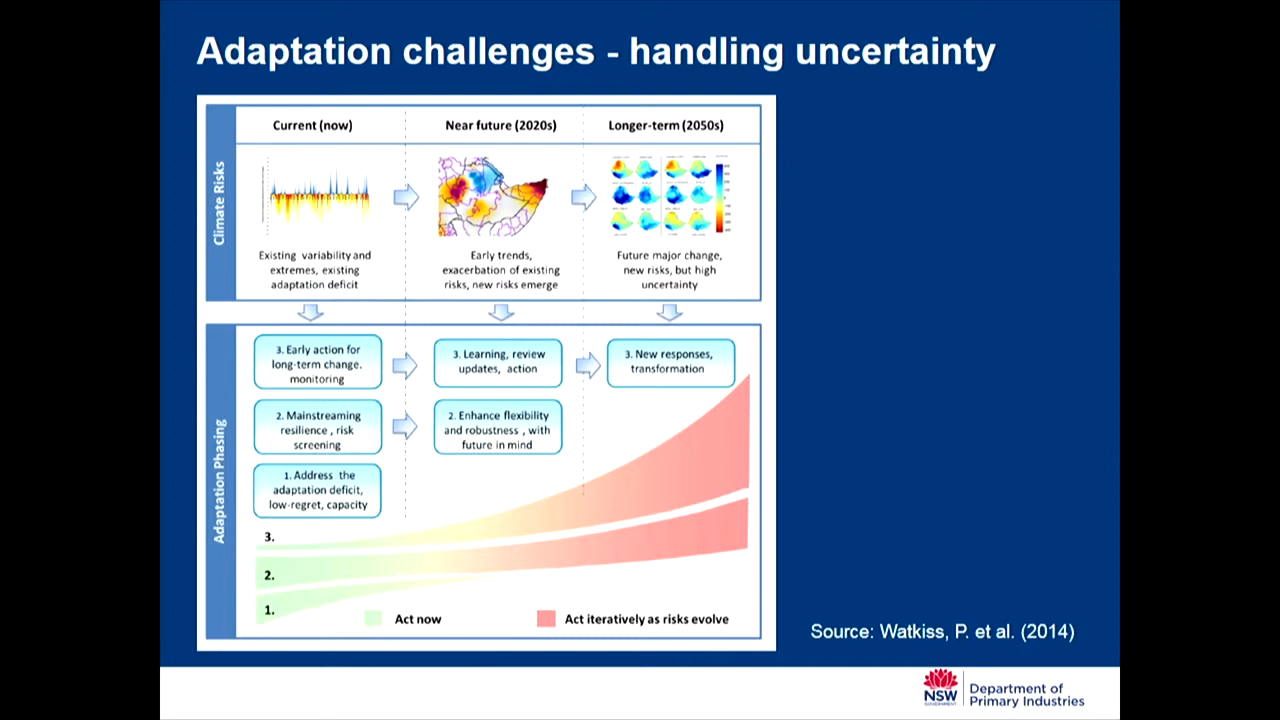 Adaptation challenges - handling uncertainty
Climate Risks
Current (now)
Near future (2020s)
Longer-term (2050s)
Existing variability and
extremes, existing
adaptation deficit
Early trends,
exacerbation of existing
risks, new risks emerge
Future major change,
new risks, but high
uncertainty
Adaptation Phasing
3. Early action for
long-term change.
monitoring
3. Learning, review
updates, action
3. New responses,
transformation
2. Mainstreaming
resilience , risk
screening
2. Enhance flexibility
and robustness , with
future in mind
1. Address the
adaptation deficit,
low-regret, capacity
3.
2.
1.
Act now
Act iteratively as risks evolve
Source: Watkiss, P. et al. (2014)
NSW
GOVERNMENT
Department of
Primary Industries